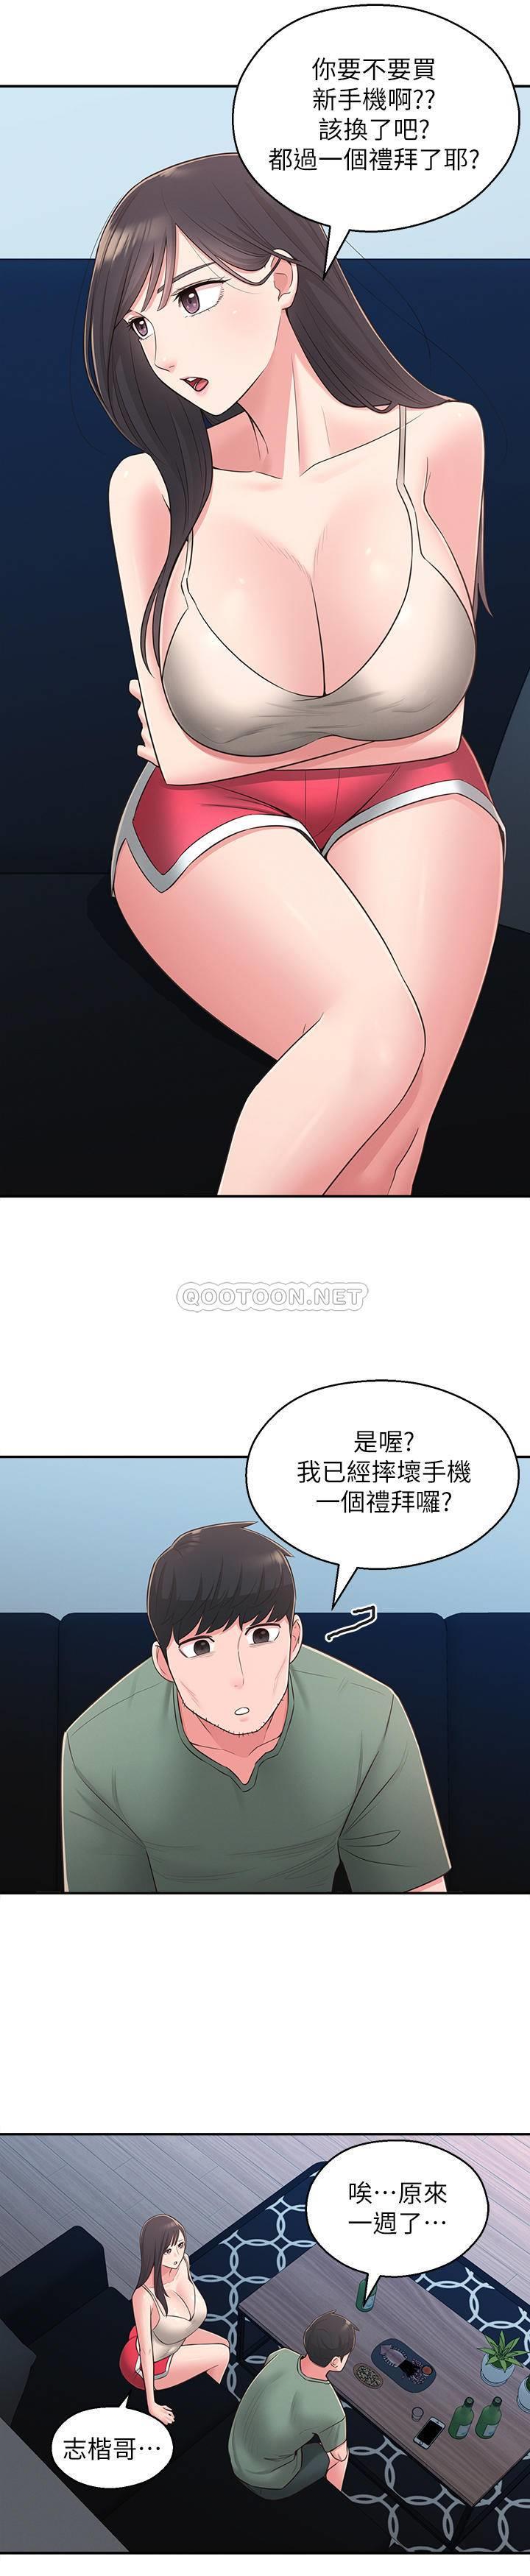 你要不要買
新手機啊??
該換了吧?
都過一個禮拜了耶?
QOOTOON.NET
是喔?
我已經摔壞手機
一個禮拜囉?
唉⋯原來
一週了⋯
志楷哥⋯